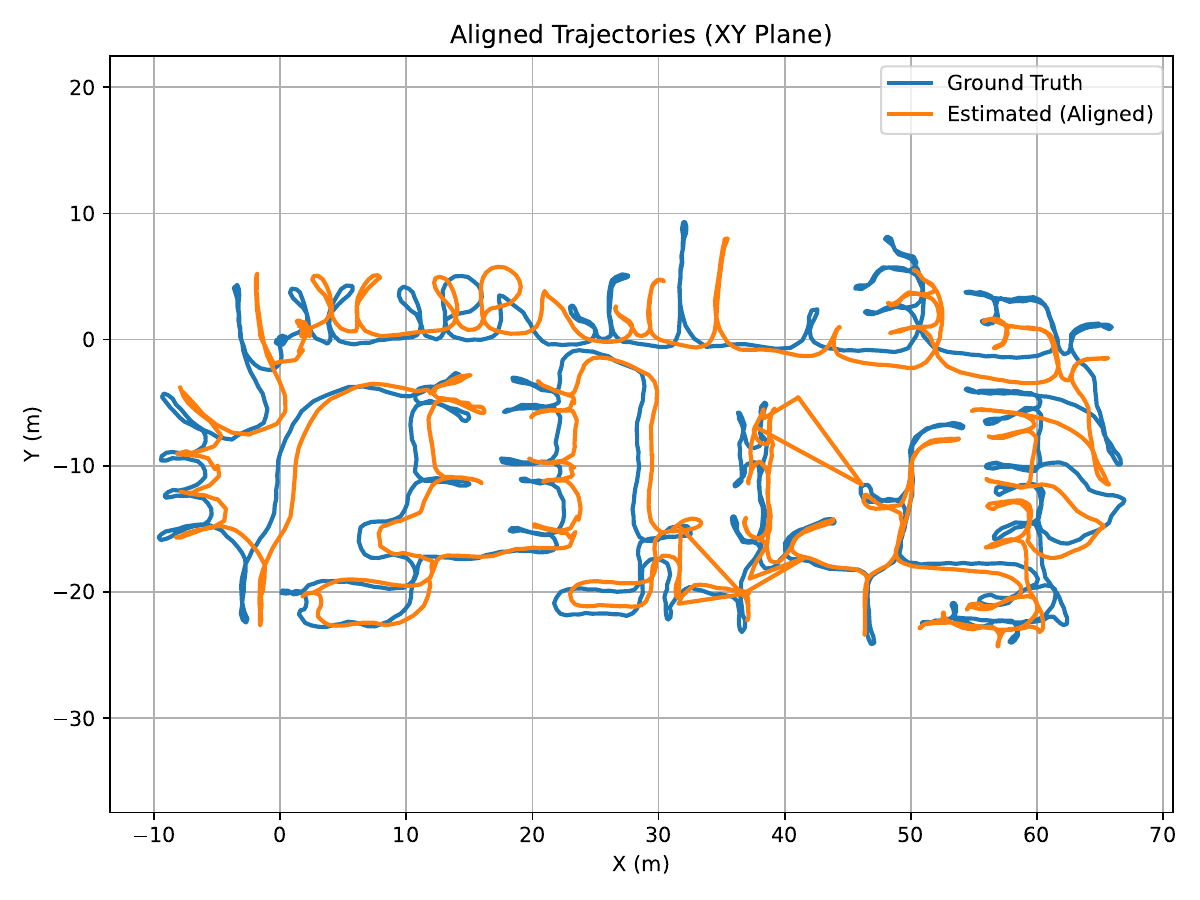 Aligned Trajectories (XY Plane)
Ground Truth
Estimated (Aligned)
20
10
0
−10
−20
−30
Y (m)
−10 0 10 20 30 40 50 60 70
X (m)